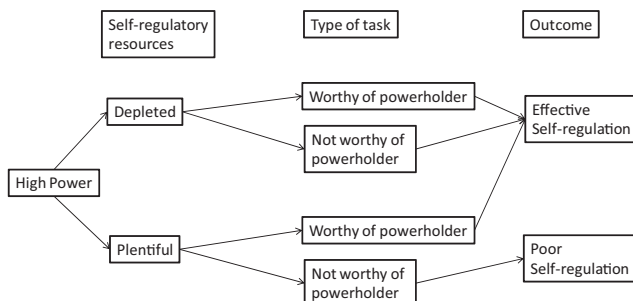 Self-regulatory
resources
Type of task
Outcome
Worthy of powerholder
Depleted
Effective
Self-regulation
Not worthy of
powerholder
High Power
Worthy of powerholder
Plentiful
Poor
Self-regulation
Not worthy of
powerholder